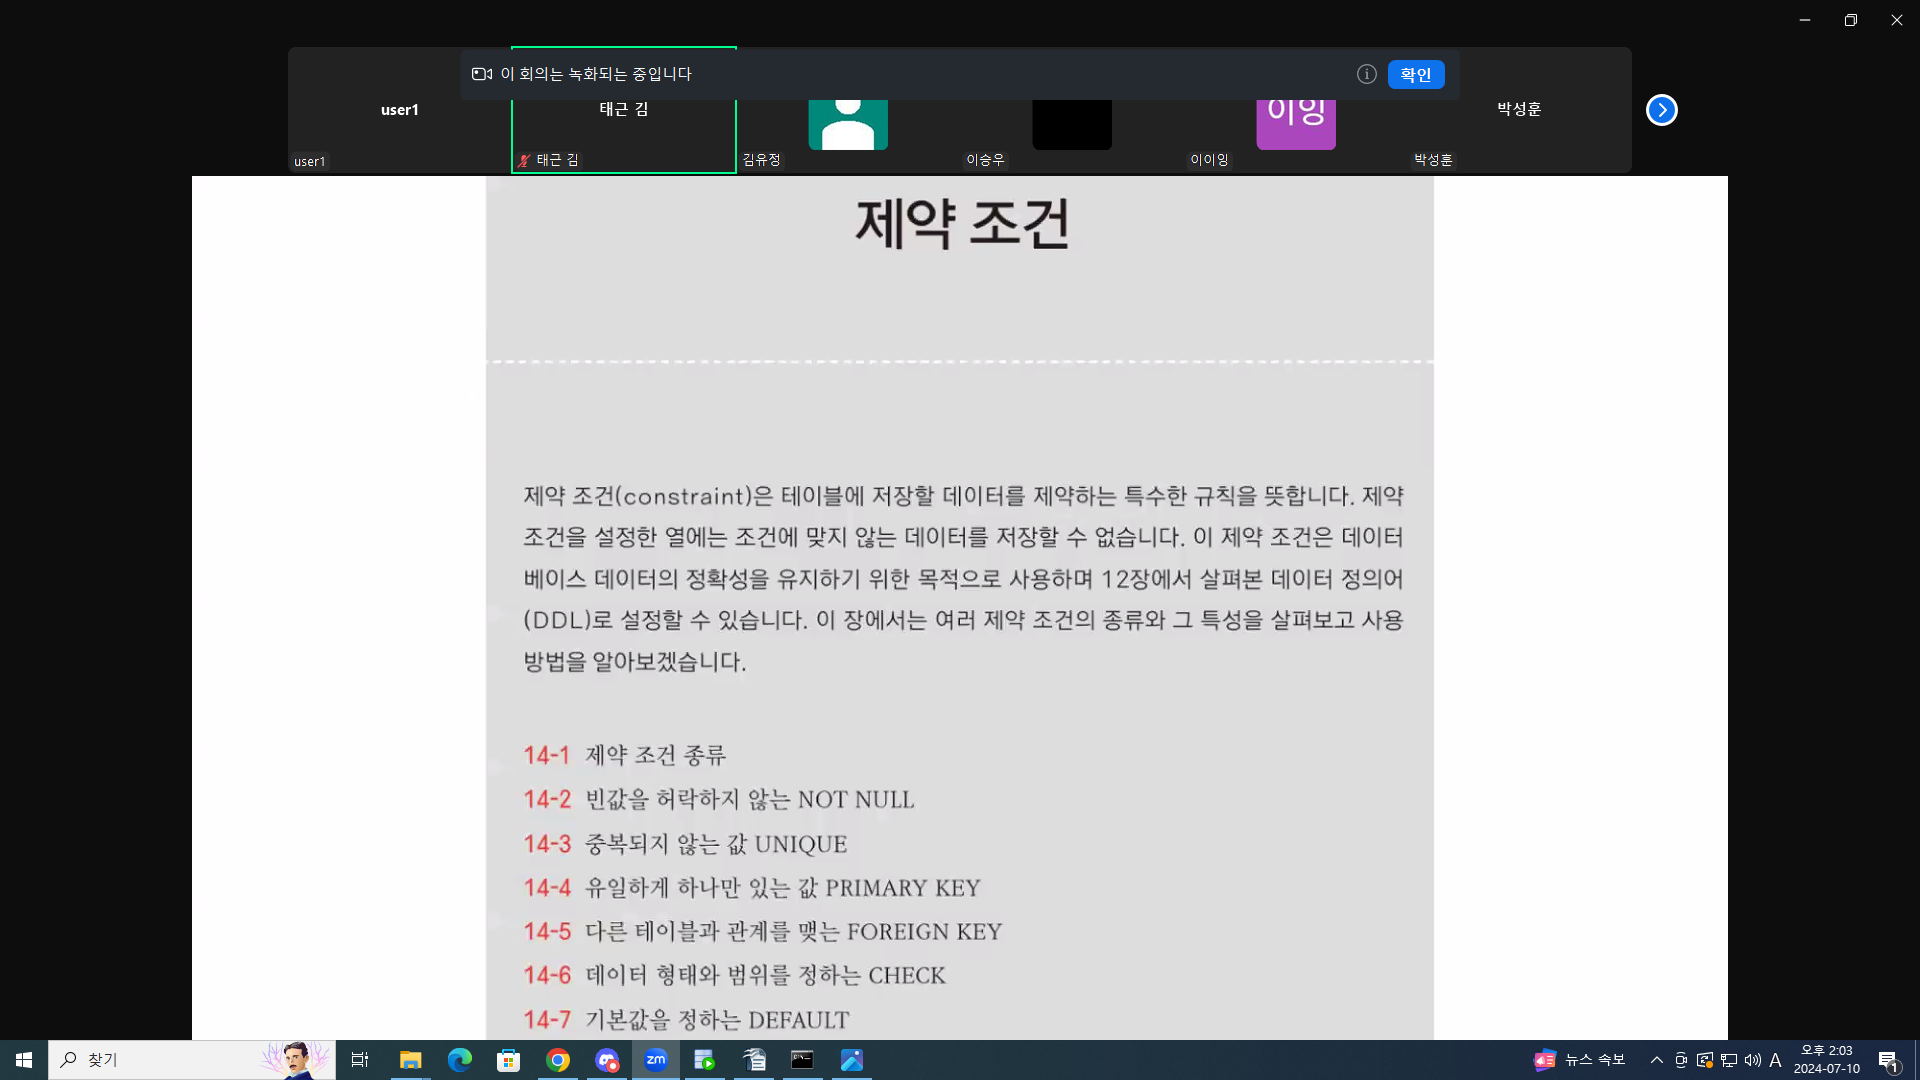 이 회의는 녹화되는 중입니다
확인
user1
태근 김
이잉
박성훈
user1
태근 김
김유정
이승우
이이잉
박성훈
제약 조건
제약 조건(constraint)은 테이블에 저장할 데이터를 제약하는 특수한 규칙을 뜻합니다. 제약
조건을 설정한 열에는 조건에 맞지 않는 데이터를 저장할 수 없습니다. 이 제약 조건은 데이터
베이스 데이터의 정확성을 유지하기 위한 목적으로 사용하며 12장에서 살펴본 데이터 정의어
(DDL)로 설정할 수 있습니다. 이 장에서는 여러 제약 조건의 종류와 그 특성을 살펴보고 사용
방법을 알아보겠습니다.
14-1 제약 조건 종류
14-2 빈값을 허락하지 않는 NOT NULL
14-3 중복되지 않는 값 UNIQUE
14-4 유일하게 하나만 있는 값 PRIMARY KEY
14-5 다른 테이블과 관계를 맺는 FOREIGN KEY
14-6 데이터 형태와 범위를 정하는 CHECK
14-7 기본값을 정하는 DEFAULT
찾기
zm
뉴스 속보
A
오후 2:03
2024-07-10
1